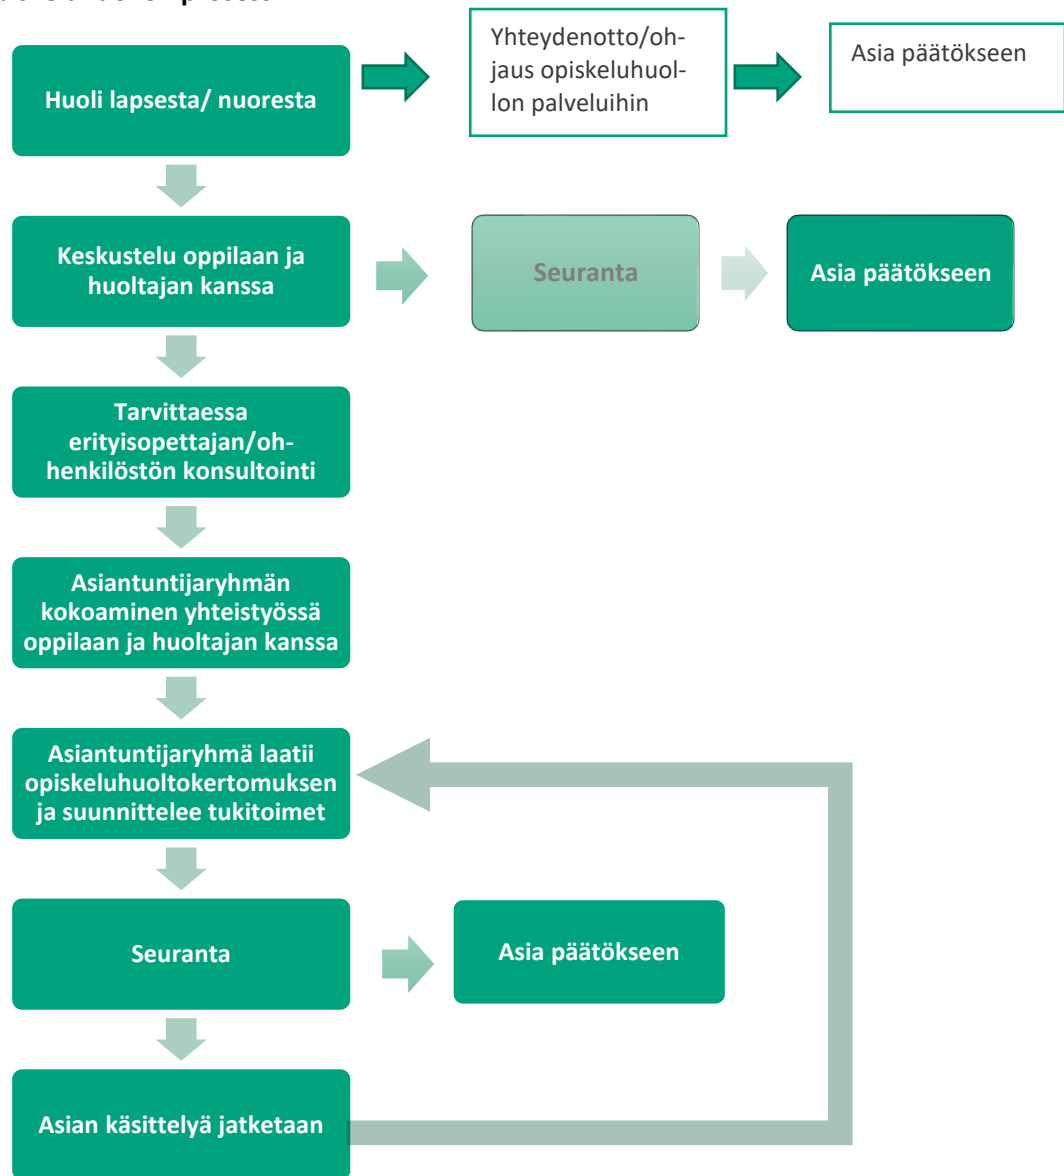 Huoli lapsesta/ nuoresta
Yhteydenotto/oh-
jaus opiskeluhuol-
lon palveluihin
Asia päätökseen
Keskustelu oppilaan ja
huoltajan kanssa
Seuranta
Asia päätökseen
Tarvittaessa
erityisopettajan/oh-
henkilöstön konsultointi
Asiantuntijaryhmän
kokoaminen yhteistyössä
oppilaan ja huoltajan kanssa
Asiantuntijaryhmä laatii
opiskeluhuoltokertomuksen
ja suunnittelee tukitoimet
Seuranta
Asia päätökseen
Asian käsittelyä jatketaan